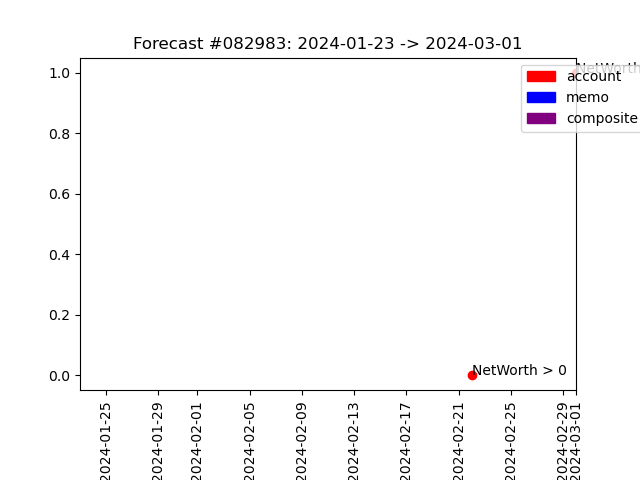 Forecast #082983: 2024-01-23 -> 2024-03-01
NetWorth
account
memo
composite
1.0
0.8
0.6
0.4
0.2
0.0
NetWorth > 0
2024-01-25
2024-01-29
2024-02-01
2024-02-05
2024-02-09
2024-02-13
2024-02-17
2024-02-21
2024-02-25
2024-02-29
2024-03-01